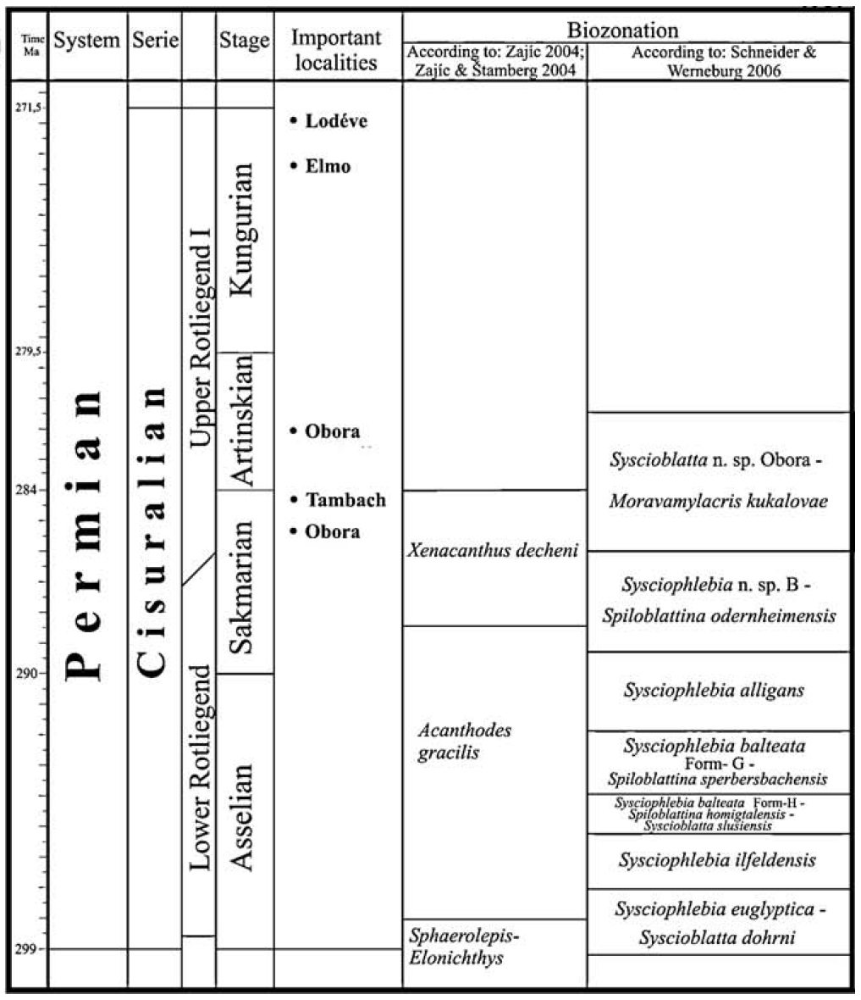 Time
Ma
System
Serie
Stage
Important
localities
Biozonation
According to: Zajíc 2004;
Zajíc & Štamberg 2004
According to: Schneider &
Werneburg 2006
271,5
279,5
284
290
299
Permian
Cisuralian
Upper Rotliegend I
Lower Rotliegend
Kungurian
Artinskian
Sakmarian
Asselian
• Lodéve
• Elmo
• Obora
• Tambach
• Obora
Xenacanthus decheni
Acanthodes
gracilis
Sphaerolepis-
Elonichthys
Syscioblatta n. sp. Obora -
Moravamylacris kukalovae
Sysciophlebia n. sp. B -
Spiloblattina odernheimensis
Sysciophlebia alligans
Sysciophlebia balteata
Form- G -
Spiloblattina sperbersbachensis
Sysciophlebia balteata Form-H -
Spiloblattina homigtalensis -
Syscioblatta slusiensis
Sysciophlebia ilfeldensis
Sysciophlebia euglyptica -
Syscioblatta dohrni